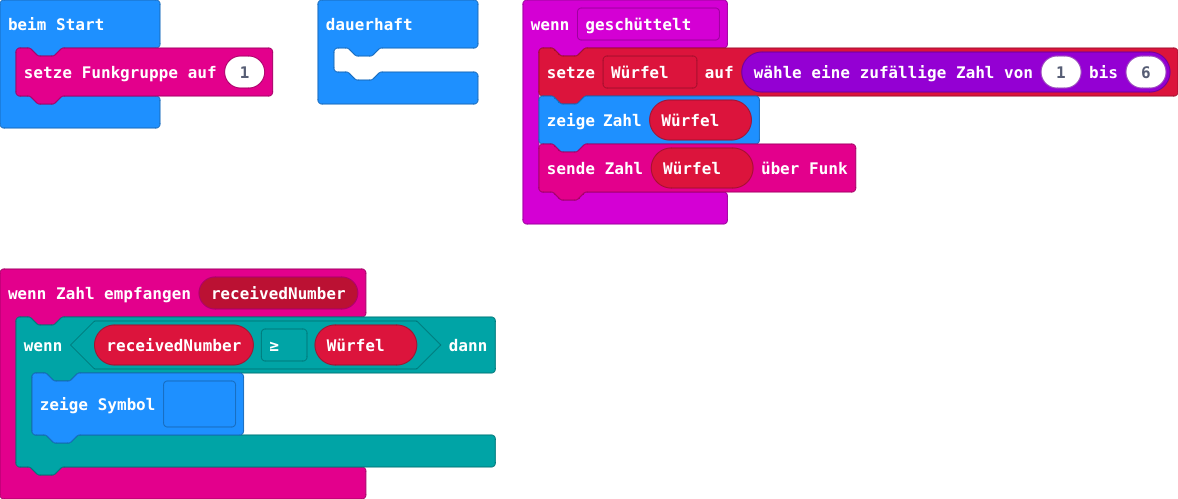 beim Start
setze Funkgruppe auf 1
dauerhaft
wenn geschüttelt
setze Würfel auf wähle eine zufällige Zahl von 1 bis 6
zeige Zahl Würfel
sende Zahl Würfel über Funk
wenn Zahl empfangen receivedNumber
wenn receivedNumber ≥ Würfel dann
zeige Symbol